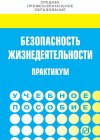 СРЕДНЕЕ
ПРОФЕССИОНАЛЬНОЕ
ОБРАЗОВАНИЕ
БЕЗОПАСНОСТЬ
ЖИЗНЕДЕЯТЕЛЬНОСТИ
ПРАКТИКУМ
УЧЕБНОЕ
ПОСОБИЕ